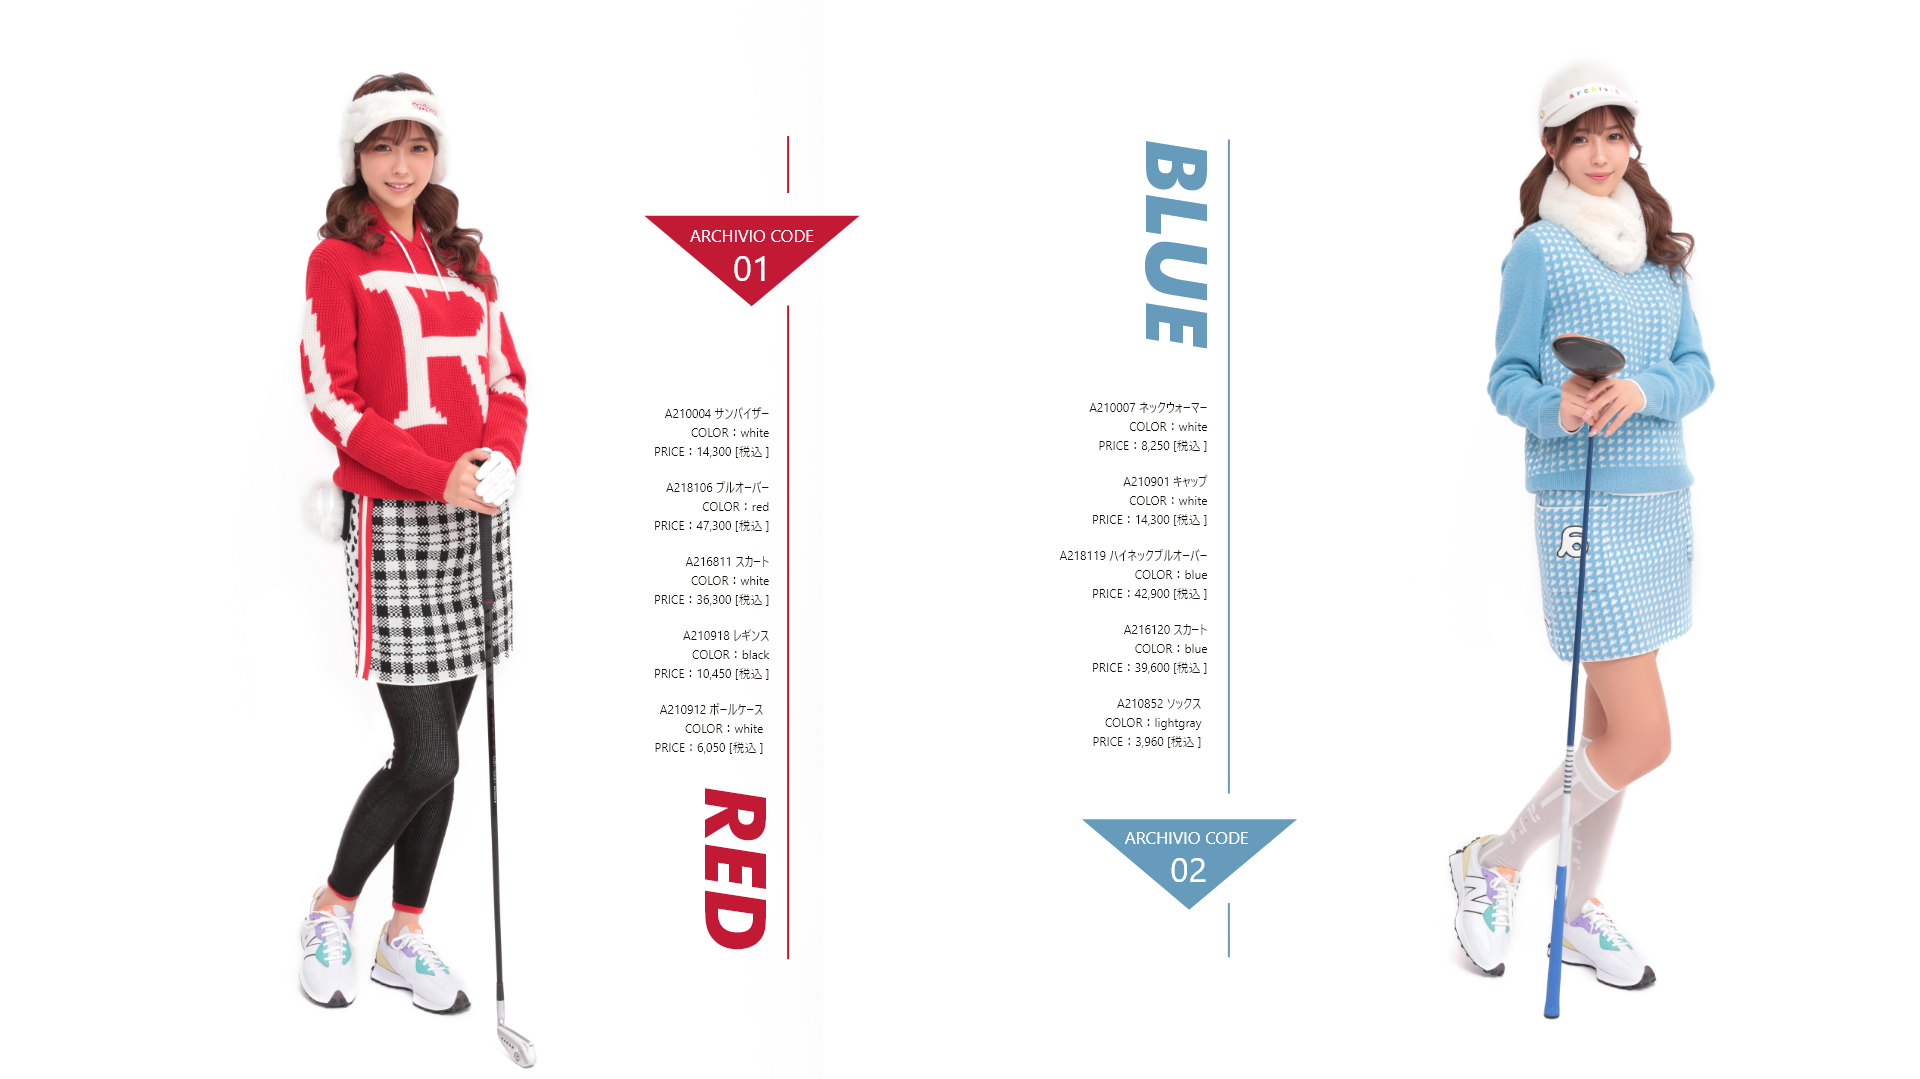 ARCHIVIO CODE
01
A210004 サンバイザー
COLOR：white
PRICE：14,300 [税込 ]
A218106 プルオーバー
COLOR：red
PRICE：47,300 [税込 ]
A216811 スカート
COLOR：white
PRICE：36,300 [税込 ]
A210918 レギンス
COLOR：black
PRICE：10,450 [税込 ]
A210912 ボールケース
COLOR：white
PRICE：6,050 [税込 ]
RED
BLUE
A210007 ネックウォーマー
COLOR：white
PRICE：8,250 [税込 ]
A210901 キャップ
COLOR：white
PRICE：14,300 [税込 ]
A218119 ハイネックプルオーバー
COLOR：blue
PRICE：42,900 [税込 ]
A216120 スカート
COLOR：blue
PRICE：39,600 [税込 ]
A210852 ソックス
COLOR：lightgray
PRICE：3,960 [税込 ]
ARCHIVIO CODE
02
archivio
R
N
N